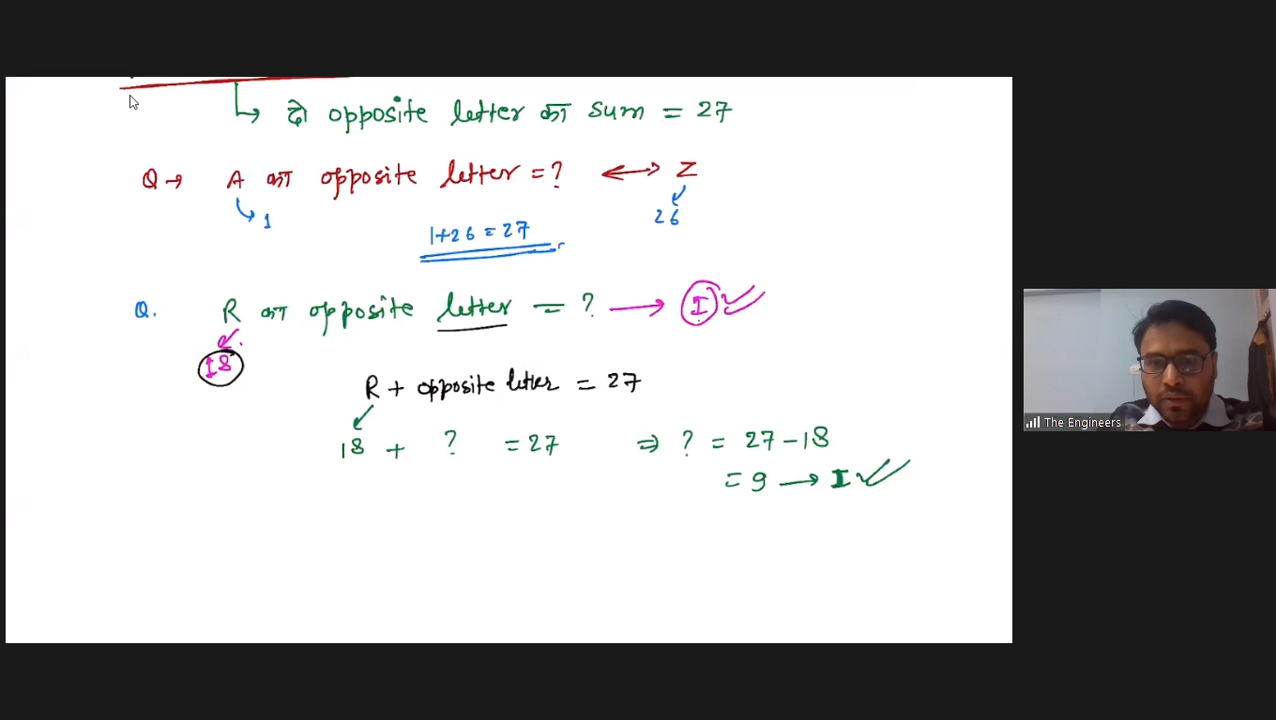 दो opposite letter का sum = 27
Q → A का opposite letter = ? ↔ Z
1
26
1+26 = 27
Q. R का opposite letter = ? → I ✓
18
R + opposite letter = 27
18 + ? = 27 ⇒ ? = 27-18
= 9 → I ✓
The Engineers